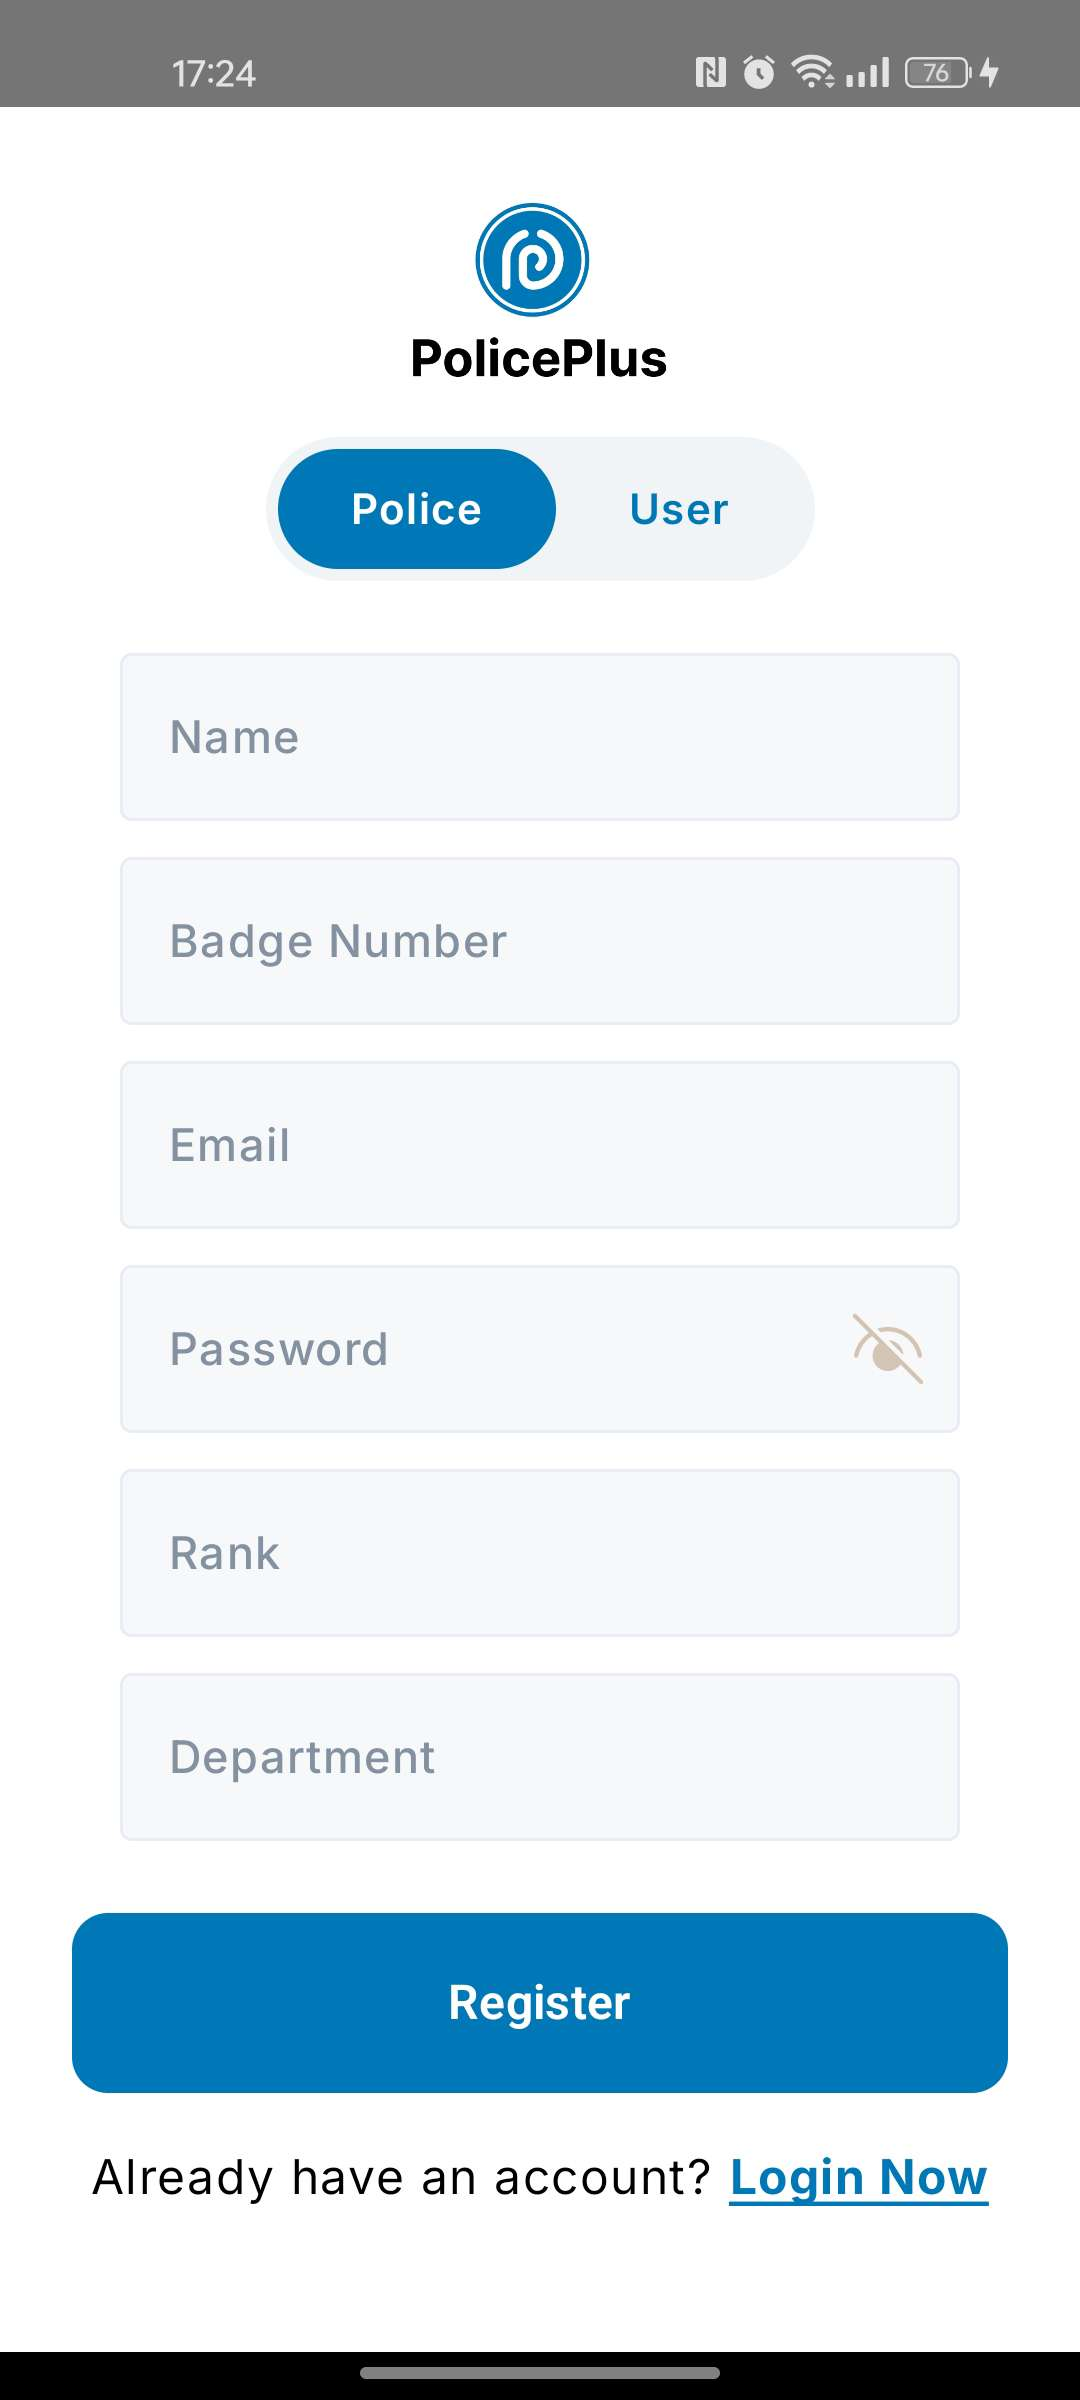 17:24
76
PolicePlus
Police User
Name
Badge Number
Email
Password
Rank
Department
Register
Already have an account? Login Now